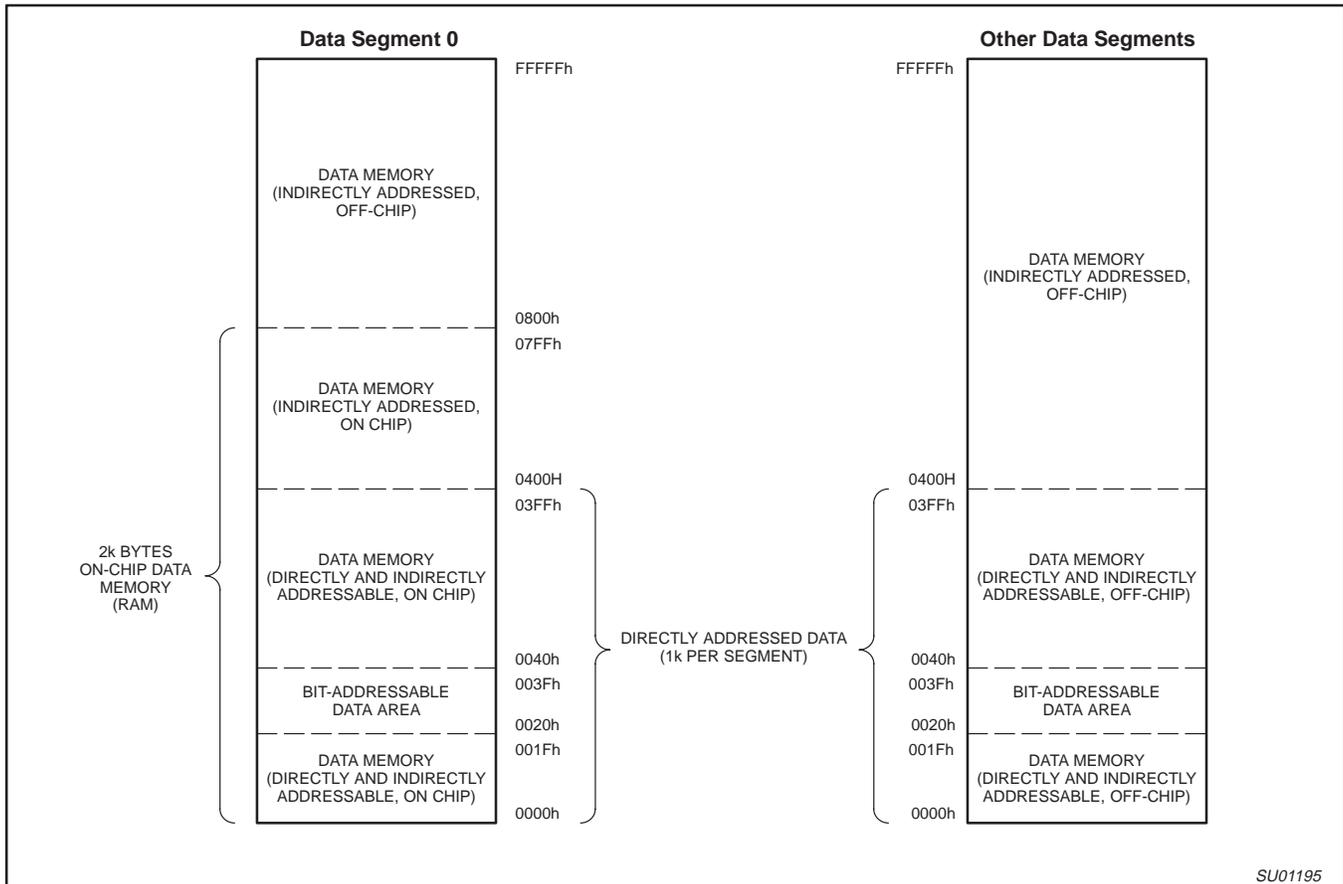 Data Segment 0
FFFFFh
DATA MEMORY
(INDIRECTLY ADDRESSED,
OFF-CHIP)
0800h
07FFh
DATA MEMORY
(INDIRECTLY ADDRESSED,
ON CHIP)
0400H
03FFh
2k BYTES
ON-CHIP DATA
MEMORY
(RAM)
DATA MEMORY
(DIRECTLY AND INDIRECTLY
ADDRESSABLE, ON CHIP)
0040h
003Fh
BIT-ADDRESSABLE
DATA AREA
0020h
001Fh
DATA MEMORY
(DIRECTLY AND INDIRECTLY
ADDRESSABLE, ON CHIP)
0000h
DIRECTLY ADDRESSED DATA
(1k PER SEGMENT)
Other Data Segments
FFFFFh
DATA MEMORY
(INDIRECTLY ADDRESSED,
OFF-CHIP)
0400H
03FFh
DATA MEMORY
(DIRECTLY AND INDIRECTLY
ADDRESSABLE, OFF-CHIP)
0040h
003Fh
BIT-ADDRESSABLE
DATA AREA
0020h
001Fh
DATA MEMORY
(DIRECTLY AND INDIRECTLY
ADDRESSABLE, OFF-CHIP)
0000h
SU01195